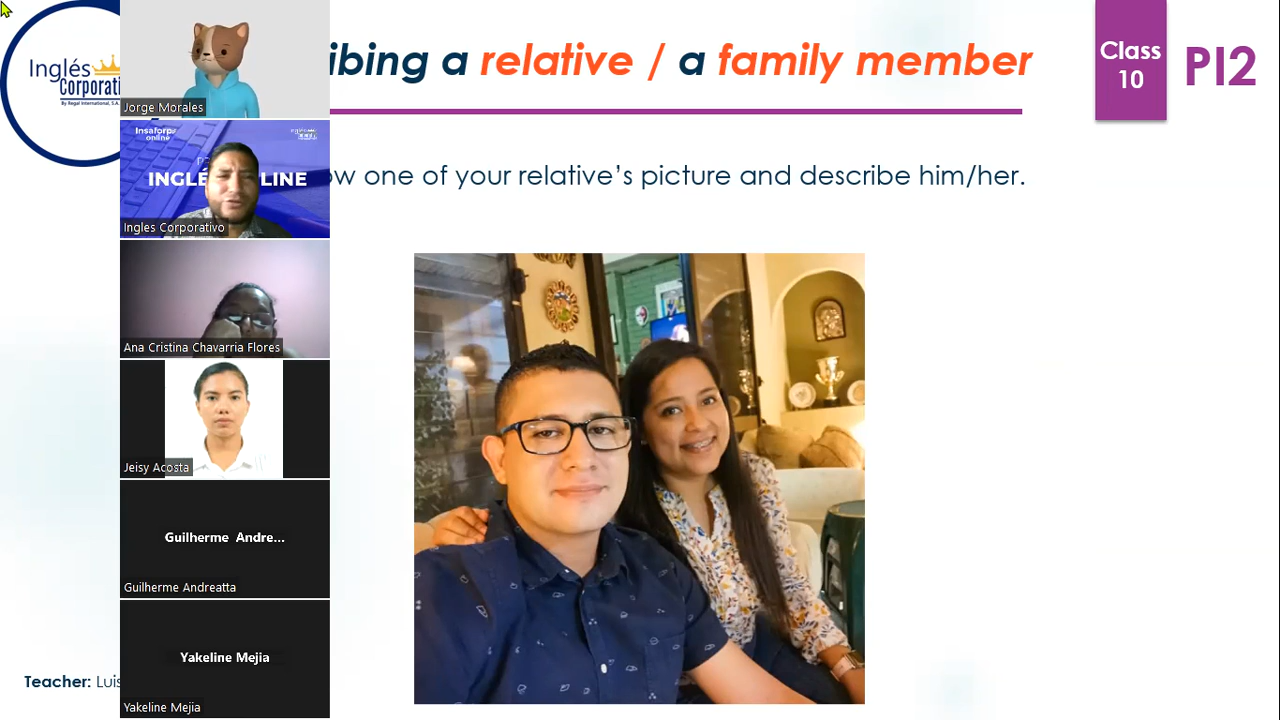 Inglés
Corporati
By Regal International, S.A.
ibing a relative / a family member
Class
10
PI2
ow one of your relative's picture and describe him/her.
Jorge Morales
Insaforp
online
INGLÉ
LINE
Ingles Corporativo
Ana Cristina Chavarria Flores
Jeisy Acosta
Guilherme Andre...
Guilherme Andreatta
Yakeline Mejia
Yakeline Mejia
Teacher: Luis